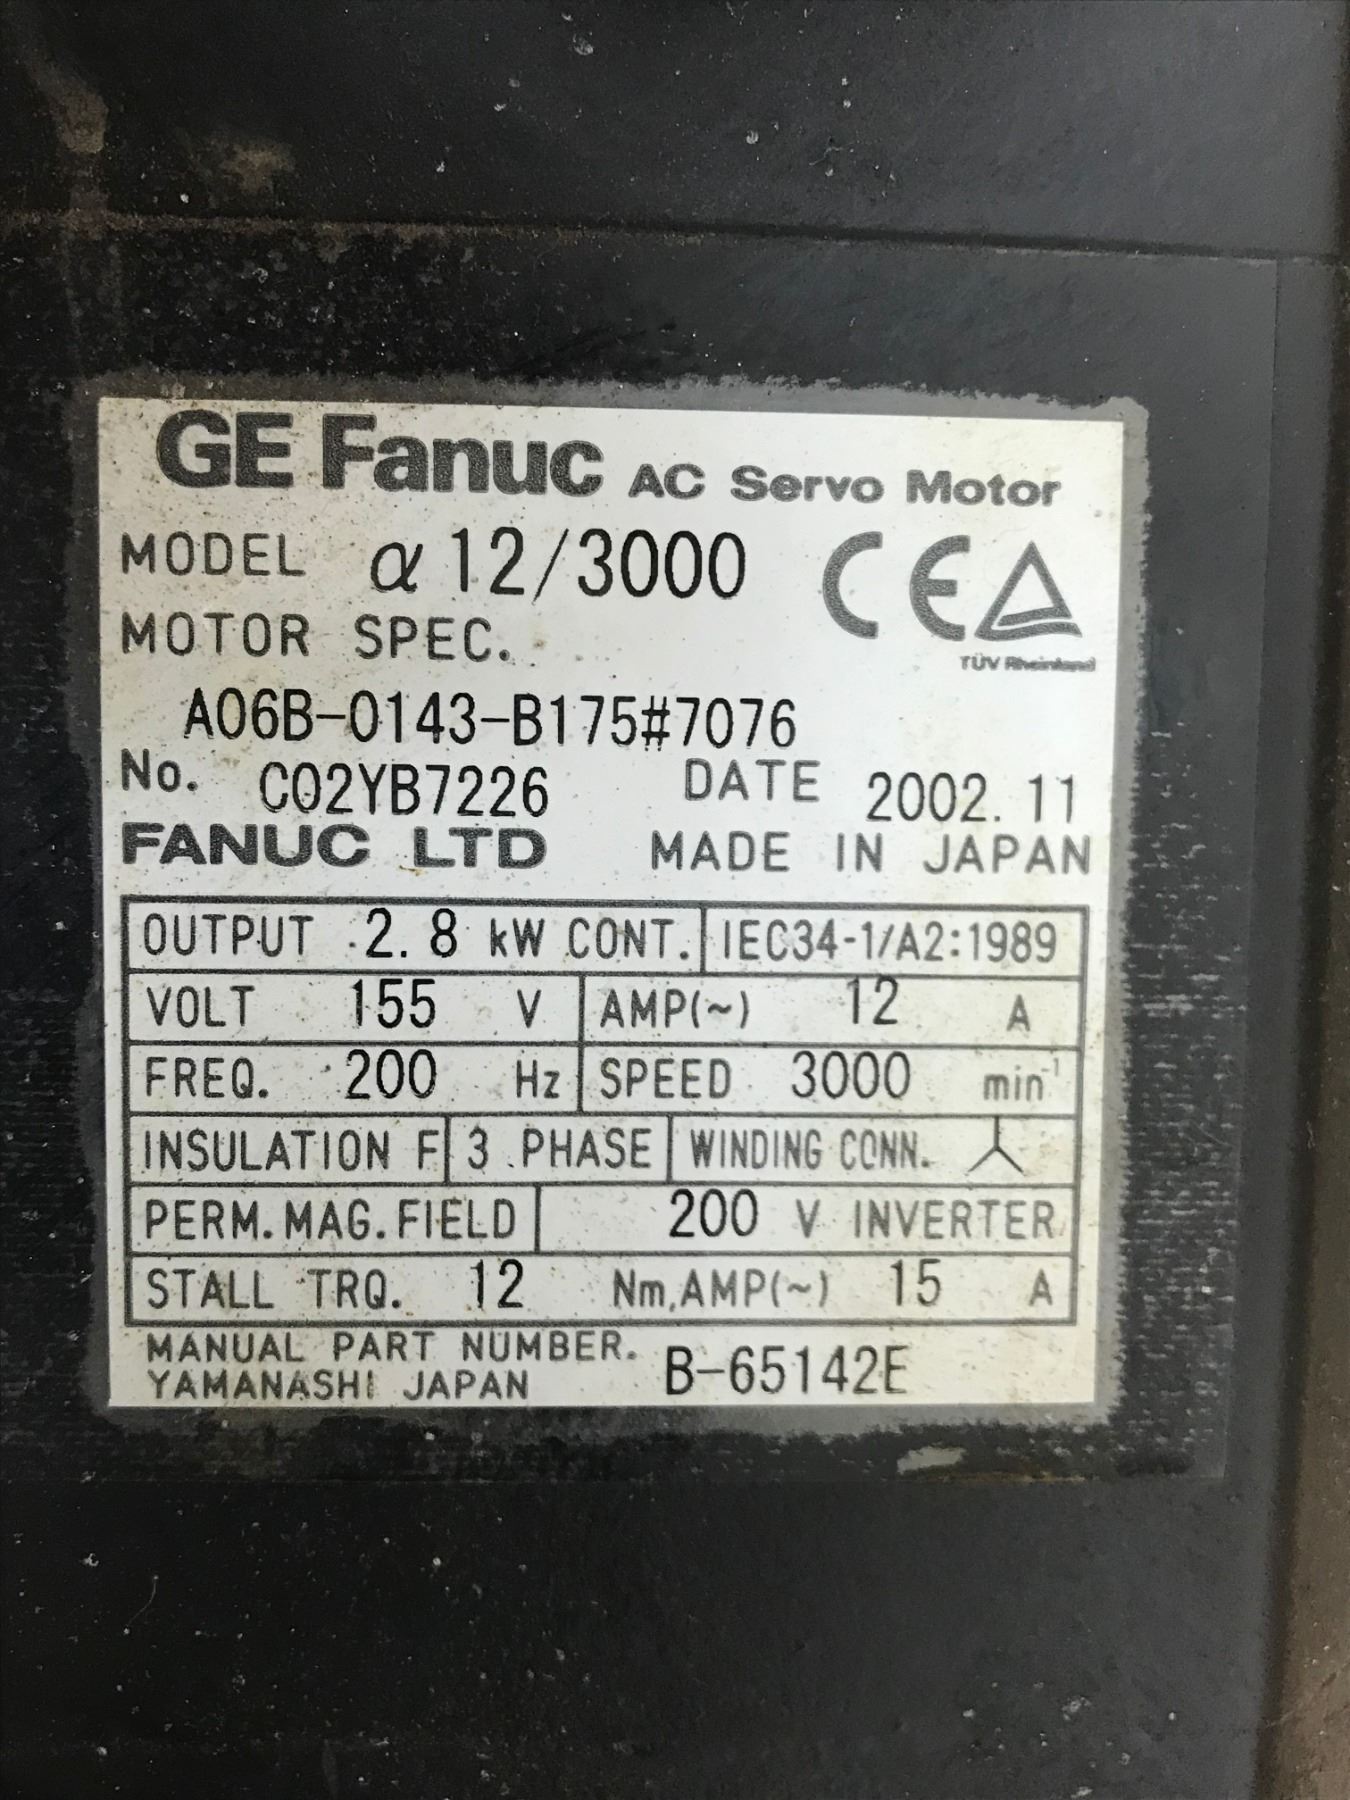 GE Fanuc AC Servo Motor
MODEL α 12/3000 CE
MOTOR SPEC. TÜV Rheinland
A06B-0143-B175#7076
No. C02YB7226 DATE 2002.11
FANUC LTD MADE IN JAPAN
OUTPUT 2.8 kW CONT. IEC34-1/A2:1989
VOLT 155 V AMP(~) 12 A
FREQ. 200 Hz SPEED 3000 min⁻¹
INSULATION F 3 PHASE WINDING CONN.
PERM.MAG.FIELD 200 V INVERTER
STALL TRQ. 12 Nm,AMP(~) 15 A
MANUAL PART NUMBER. B-65142E
YAMANASHI JAPAN